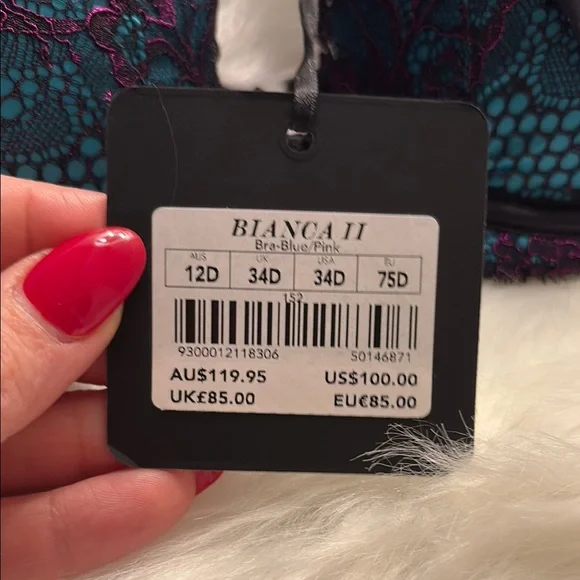 BIANCA II
Bra-Blue/Pink
AUS UK USA EU
12D 34D 34D 75D
152
9300012118306 50146871
AU$119.95 US$100.00
UK£85.00 EU€85.00